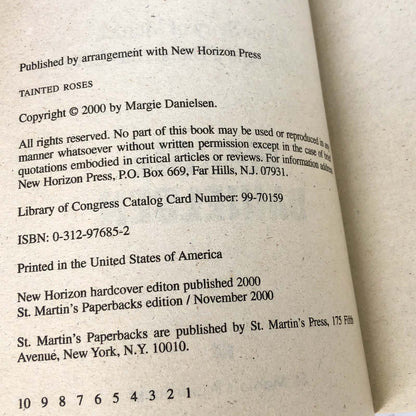 Published by arrangement with New Horizon Press
TAINTED ROSES
Copyright © 2000 by Margie Danielsen.
All rights reserved. No part of this book may be used or reproduced in any
manner whatsoever without written permission except in the case of brief
quotations embodied in critical articles or reviews. For information address
New Horizon Press, P.O. Box 669, Far Hills, N.J. 07931.
Library of Congress Catalog Card Number: 99-70159
ISBN: 0-312-97685-2
Printed in the United States of America
New Horizon hardcover editon published 2000
St. Martin's Paperbacks edition / November 2000
St. Martin's Paperbacks are published by St. Martin's Press, 175 Fifth
Avenue, New York, N.Y. 10010.
10 9 8 7 6 5 4 3 2 1